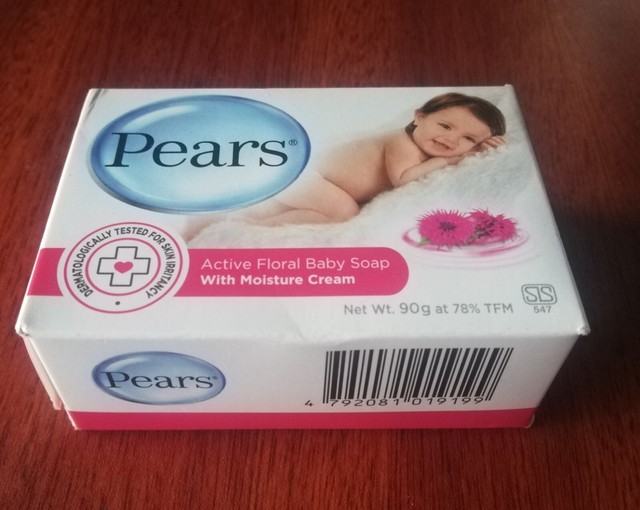 Pears®
DERMATOLOGICALLY TESTED FOR SKIN IRRITANCY
Active Floral Baby Soap
With Moisture Cream
Net Wt. 90g at 78% TFM
SLS
547
Pears®
4 792081 019199